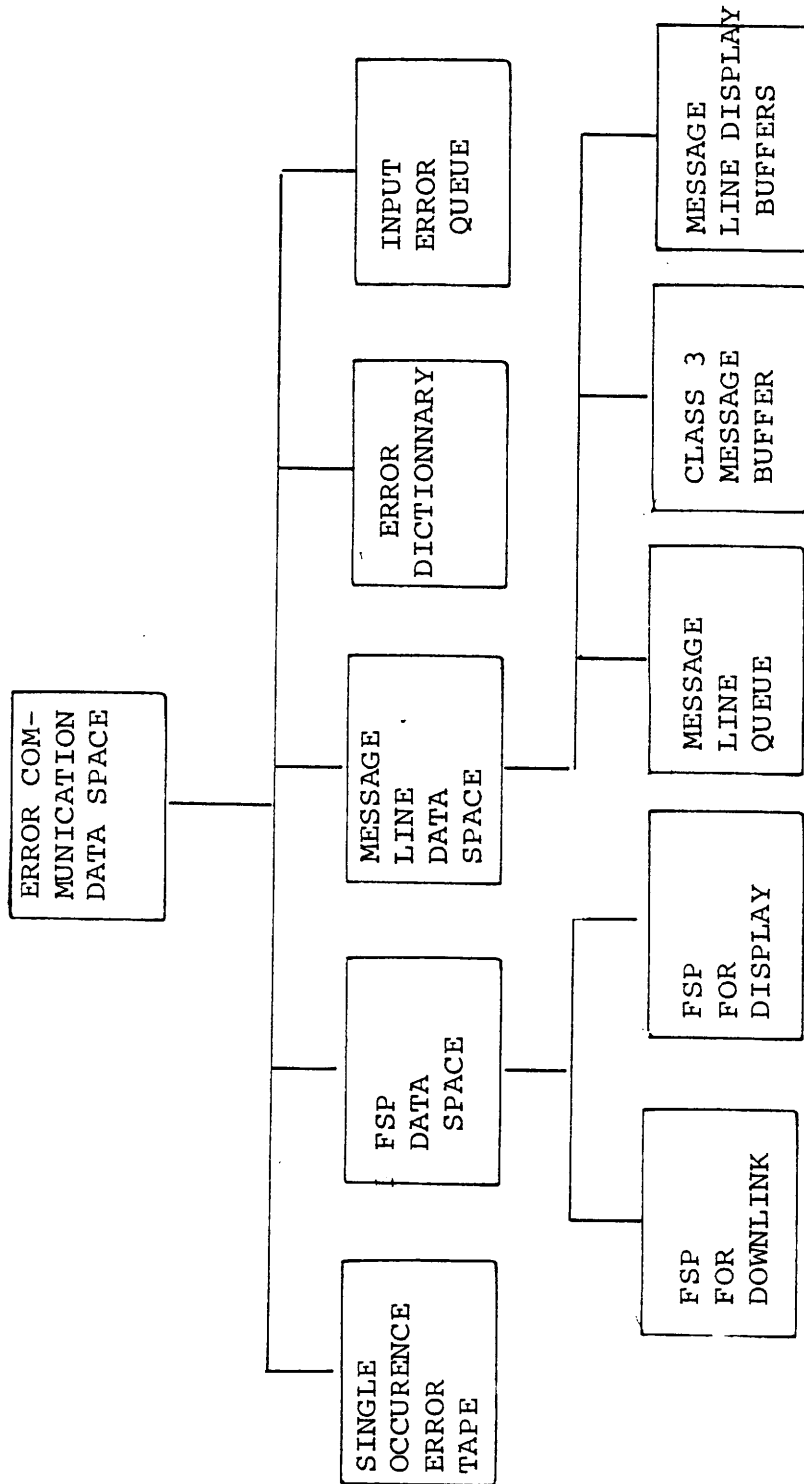 ERROR COM-
MUNICATION
DATA SPACE
SINGLE
OCCURENCE
ERROR
TAPE
FSP
DATA
SPACE
MESSAGE
LINE
DATA
SPACE
ERROR
DICTIONNARY
INPUT
ERROR
QUEUE
FSP
FOR
DOWNLINK
FSP
FOR
DISPLAY
MESSAGE
LINE
QUEUE
CLASS 3
MESSAGE
BUFFER
MESSAGE
LINE DISPLAY
BUFFERS